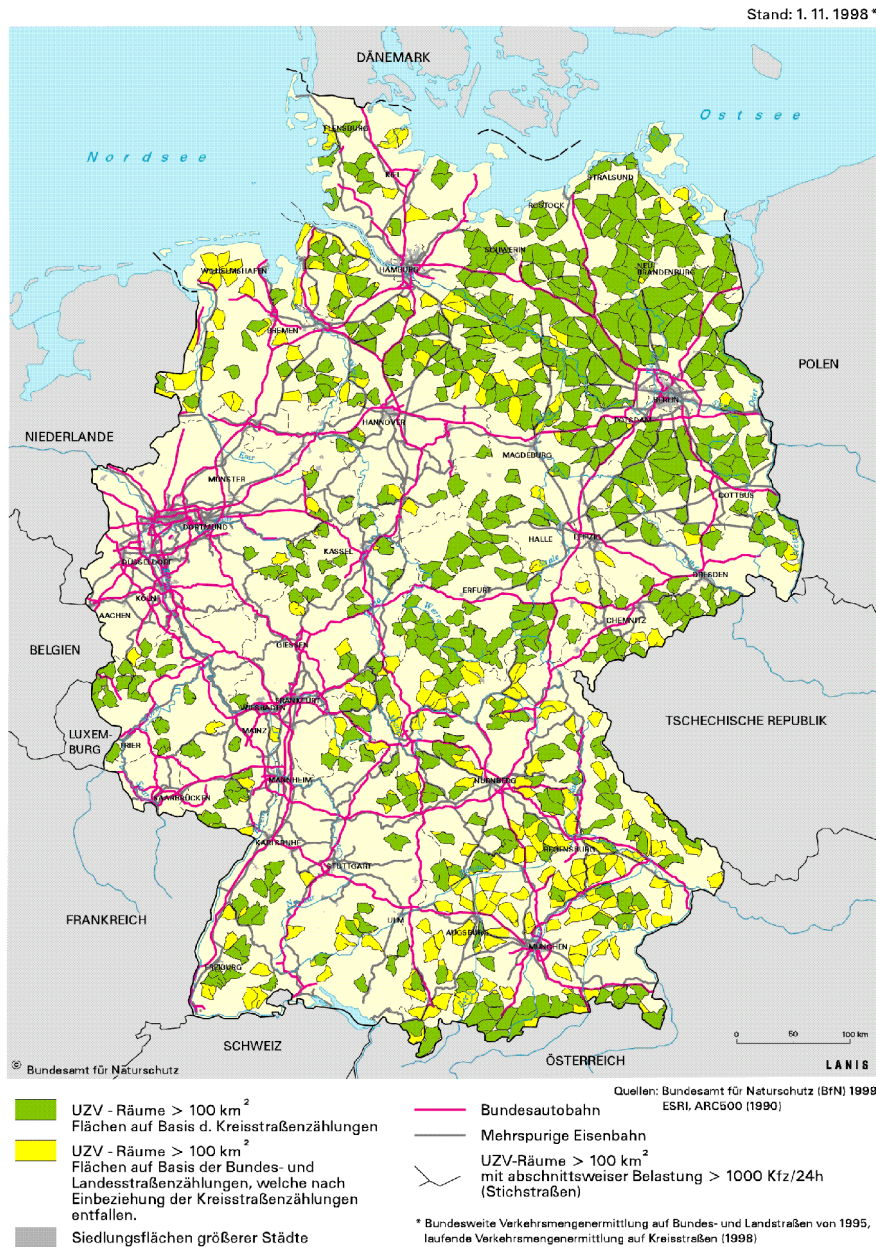 Stand: 1. 11. 1998 *
DÄNEMARK
Ostsee
Nordsee
FLENSBURG
KIEL
STRALSUND
ROSTOCK
SCHWERIN
WILHELMSHAFEN
HAMBURG
NEU
BRANDENBURG
BREMEN
POLEN
BERLIN
NIEDERLANDE
HANNOVER
POTSDAM
MAGDEBURG
MÜNSTER
COTTBUS
DORTMUND
HALLE
LEIPZIG
KASSEL
DÜSSELDORF
DRESDEN
ERFURT
KÖLN
AACHEN
CHEMNITZ
BELGIEN
GIESSEN
FRANKFURT
WIESBADEN
TSCHECHISCHE REPUBLIK
LUXEM-
BURG
MAINZ
TRIER
MANNHEIM
NÜRNBERG
SAARBRÜCKEN
KARLSRUHE
REGENSBURG
STUTTGART
FRANKREICH
ULM
AUGSBURG
MÜNCHEN
FREIBURG
SCHWEIZ
ÖSTERREICH
0 50 100 km
© Bundesamt für Naturschutz
LANIS
Quellen: Bundesamt für Naturschutz (BfN) 1999
ESRI, ARC500 (1990)
UZV - Räume > 100 km²
Flächen auf Basis d. Kreisstraßenzählungen
UZV - Räume > 100 km²
Flächen auf Basis der Bundes- und
Landesstraßenzählungen, welche nach
Einbeziehung der Kreisstraßenzählungen
entfallen.
Siedlungsflächen größerer Städte
Bundesautobahn
Mehrspurige Eisenbahn
UZV-Räume > 100 km²
mit abschnittsweiser Belastung > 1000 Kfz/24h
(Stichstraßen)
* Bundesweite Verkehrsmengenermittlung auf Bundes- und Landstraßen von 1995,
laufende Verkehrsmengenermittlung auf Kreisstraßen (1998)